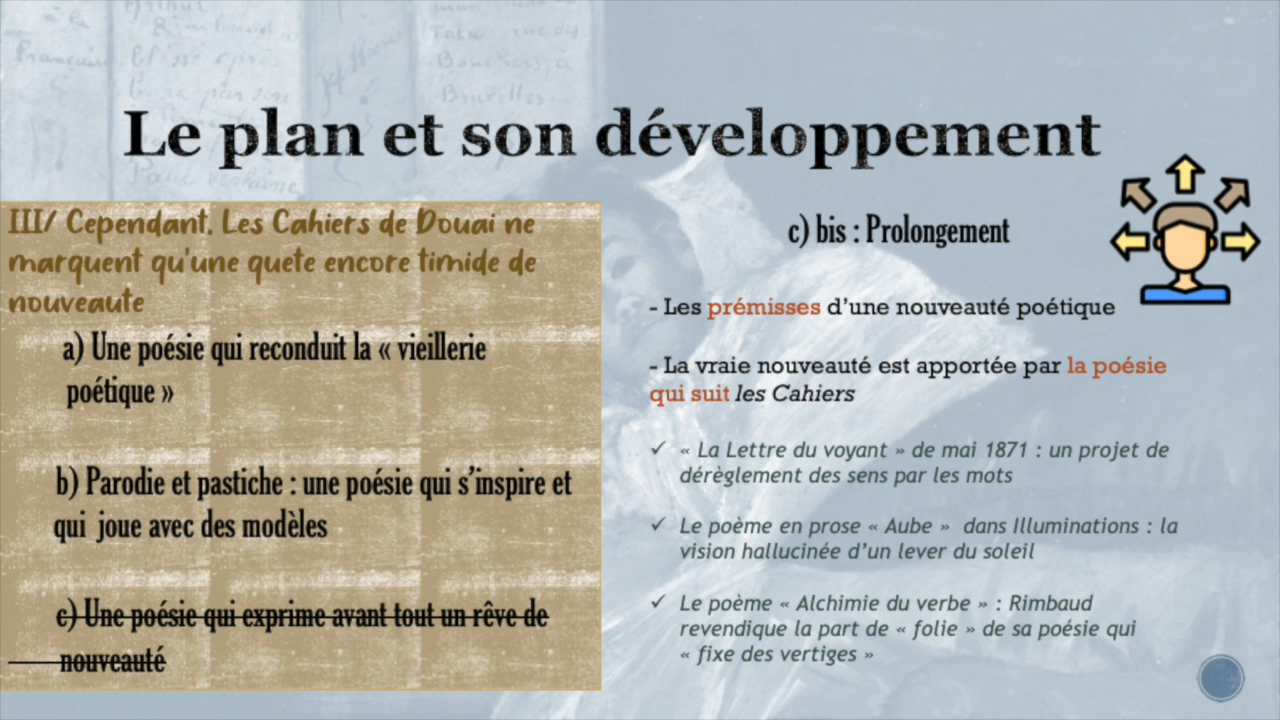 Arthur
Rimbaud
Française
Bouchers, à
Bruxelles.
Le plan et son développement
III/ Cependant, Les Cahiers de Douai ne
marquent qu'une quete encore timide de
nouveaute
a) Une poésie qui reconduit la « vieillerie
poétique »
b) Parodie et pastiche : une poésie qui s'inspire et
qui joue avec des modèles
c) Une poésie qui exprime avant tout un rêve de
nouveauté
c) bis : Prolongement
- Les prémisses d'une nouveauté poétique
- La vraie nouveauté est apportée par la poésie
qui suit les Cahiers
✓ « La Lettre du voyant » de mai 1871 : un projet de
dérèglement des sens par les mots
✓ Le poème en prose « Aube » dans Illuminations : la
vision hallucinée d'un lever du soleil
✓ Le poème « Alchimie du verbe » : Rimbaud
revendique la part de « folie » de sa poésie qui
« fixe des vertiges »